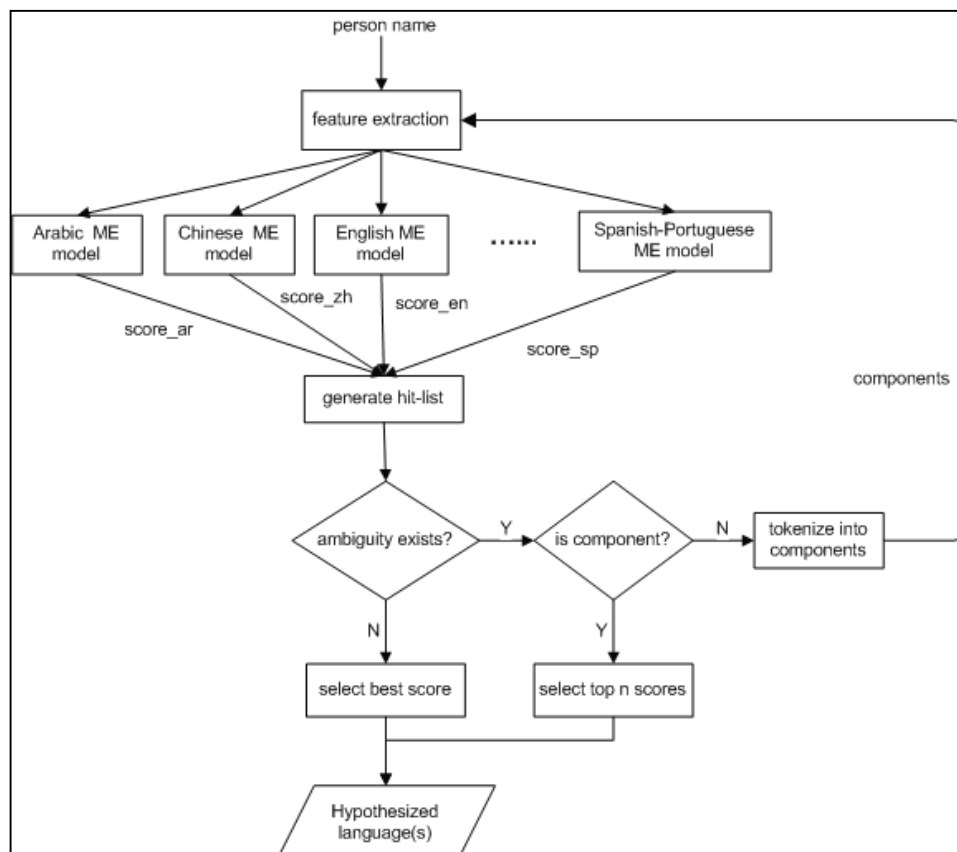 person name
feature extraction
Arabic ME
model
Chinese ME
model
English ME
model
......
Spanish-Portuguese
ME model
score_ar
score_zh
score_en
score_sp
components
generate hit-list
ambiguity exists?
Y
is component?
N
tokenize into
components
N
Y
select best score
select top n scores
Hypothesized
language(s)